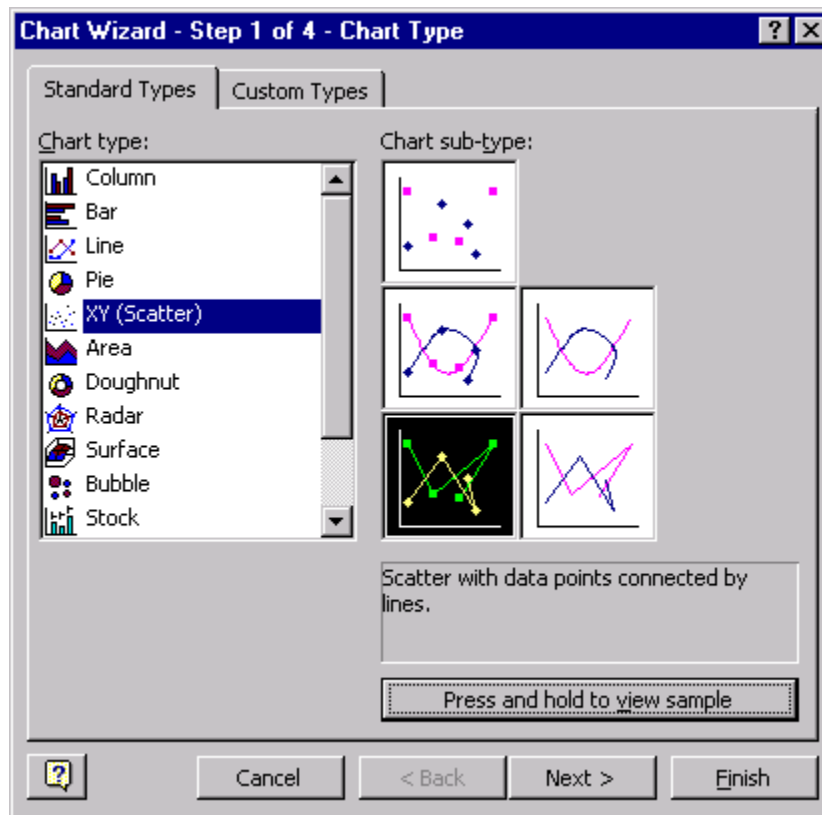 Chart Wizard - Step 1 of 4 - Chart Type
Standard Types
Custom Types
Chart type:
Column
Bar
Line
Pie
XY (Scatter)
Area
Doughnut
Radar
Surface
Bubble
Stock
Chart sub-type:
Scatter with data points connected by
lines.
Press and hold to view sample
Cancel
< Back
Next >
Finish